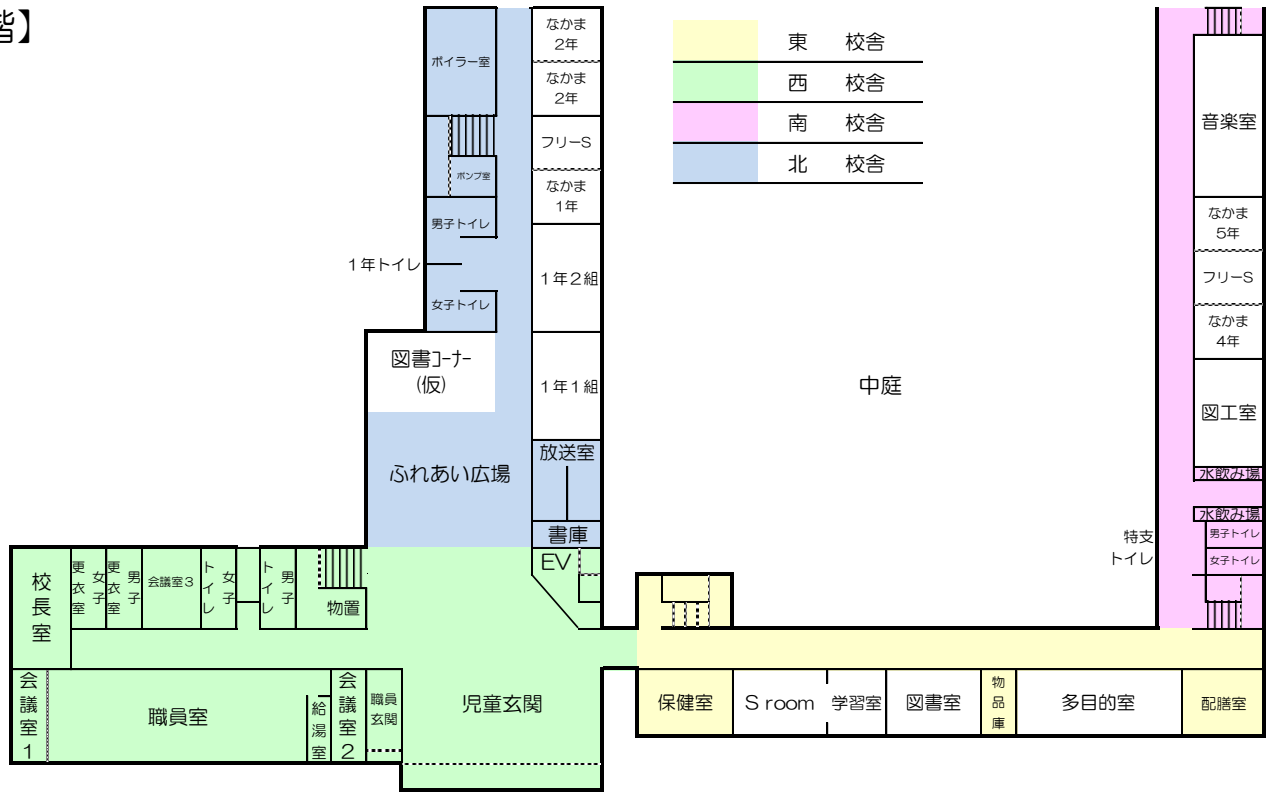 階】
東 校舎
西 校舎
南 校舎
北 校舎
ボイラー室
ポンプ室
男子トイレ
1年トイレ
女子トイレ
図書コーナー
(仮)
ふれあい広場
なかま
2年
なかま
2年
フリーS
なかま
1年
1年2組
1年1組
放送室
書庫
EV
中庭
音楽室
なかま
5年
フリーS
なかま
4年
図工室
水飲み場
水飲み場
特支
トイレ
男子トイレ
女子トイレ
校長室
女子
更衣室
男子
更衣室
会議室3
女子
トイレ
男子
トイレ
物置
会議室1
職員室
給湯室
会議室2
職員
玄関
児童玄関
保健室
S room
学習室
図書室
物品庫
多目的室
配膳室